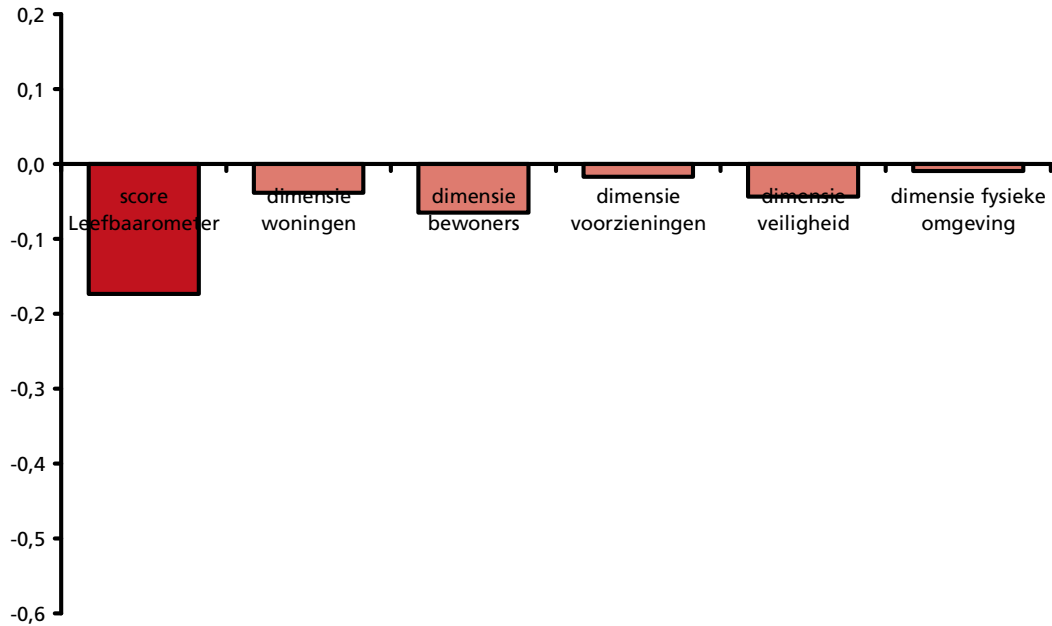 0,2
0,1
0,0
-0,1
-0,2
-0,3
-0,4
-0,5
-0,6
score
Leefbaarometer
dimensie
woningen
dimensie
bewoners
dimensie
voorzieningen
dimensie
veiligheid
dimensie fysieke
omgeving